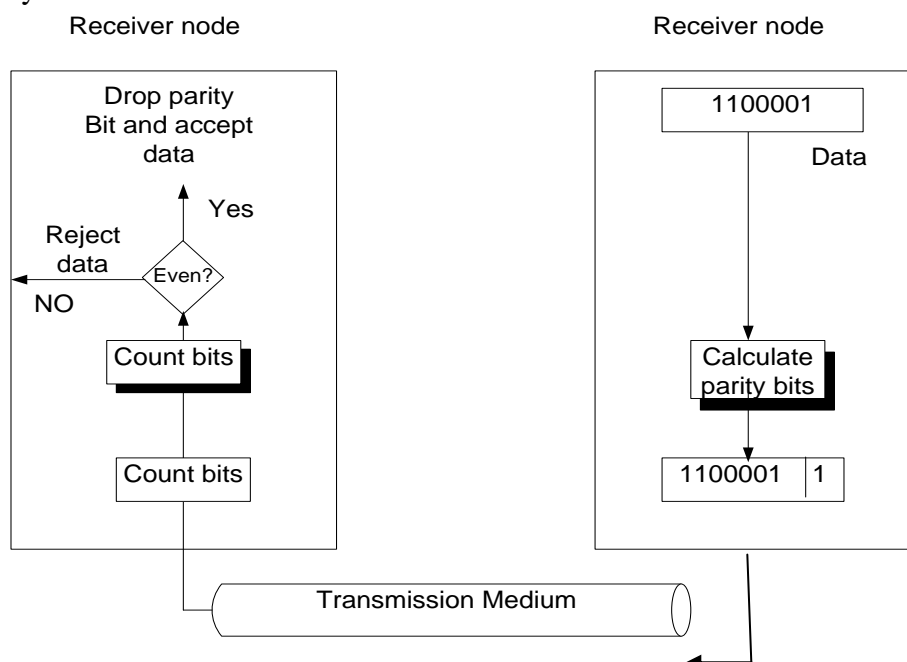 Receiver node
Drop parity
Bit and accept
data
Yes
Reject
data
NO
Even?
Count bits
Count bits
Receiver node
1100001
Data
Calculate
parity bits
1100001 1
Transmission Medium